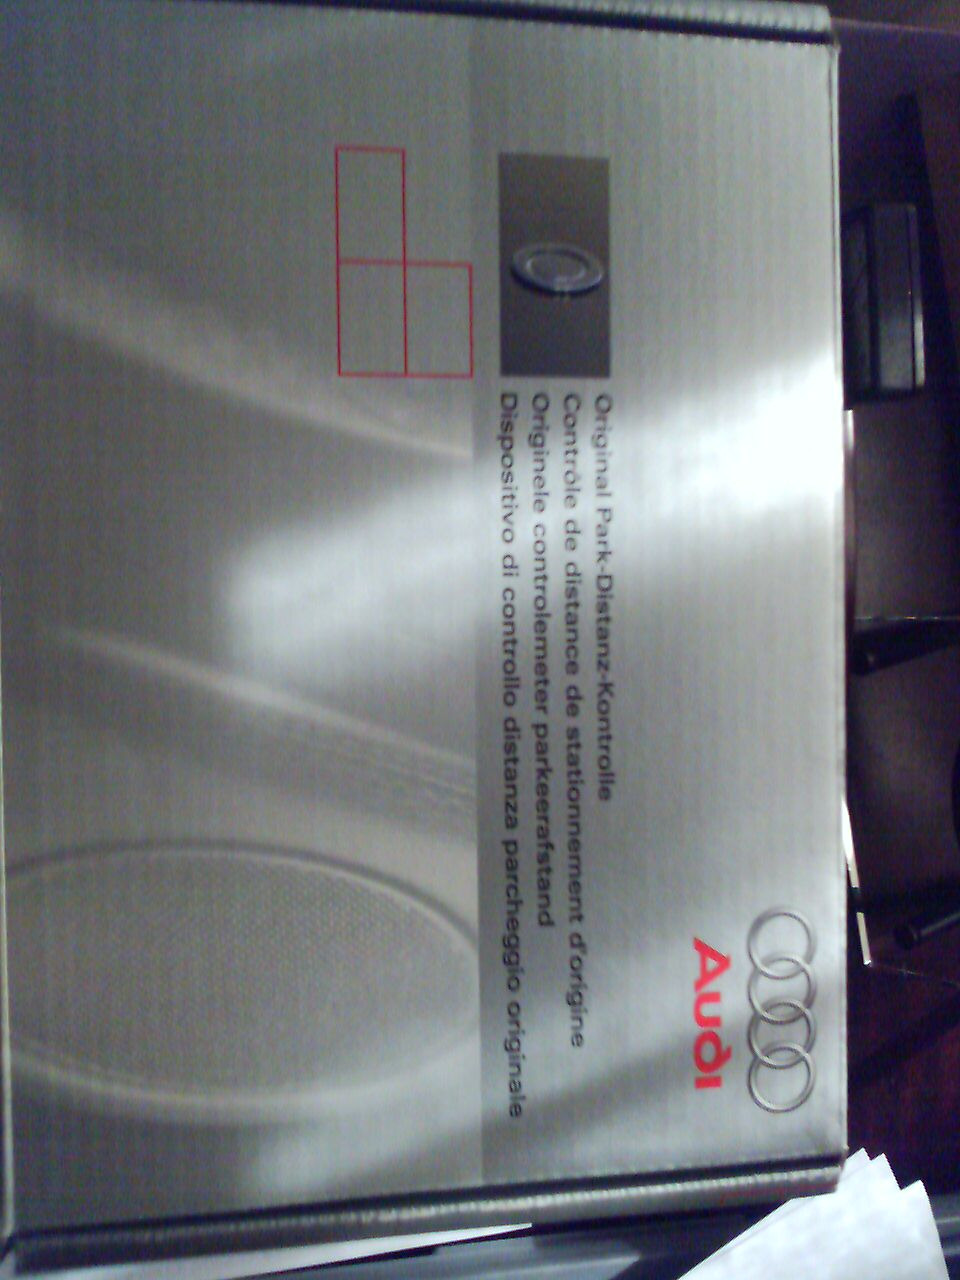 Audi
Original Park-Distanz-Kontrolle
Contrôle de distance de stationnement d'origine
Originele controlemeter parkeerafstand
Dispositivo di controllo distanza parcheggio originale